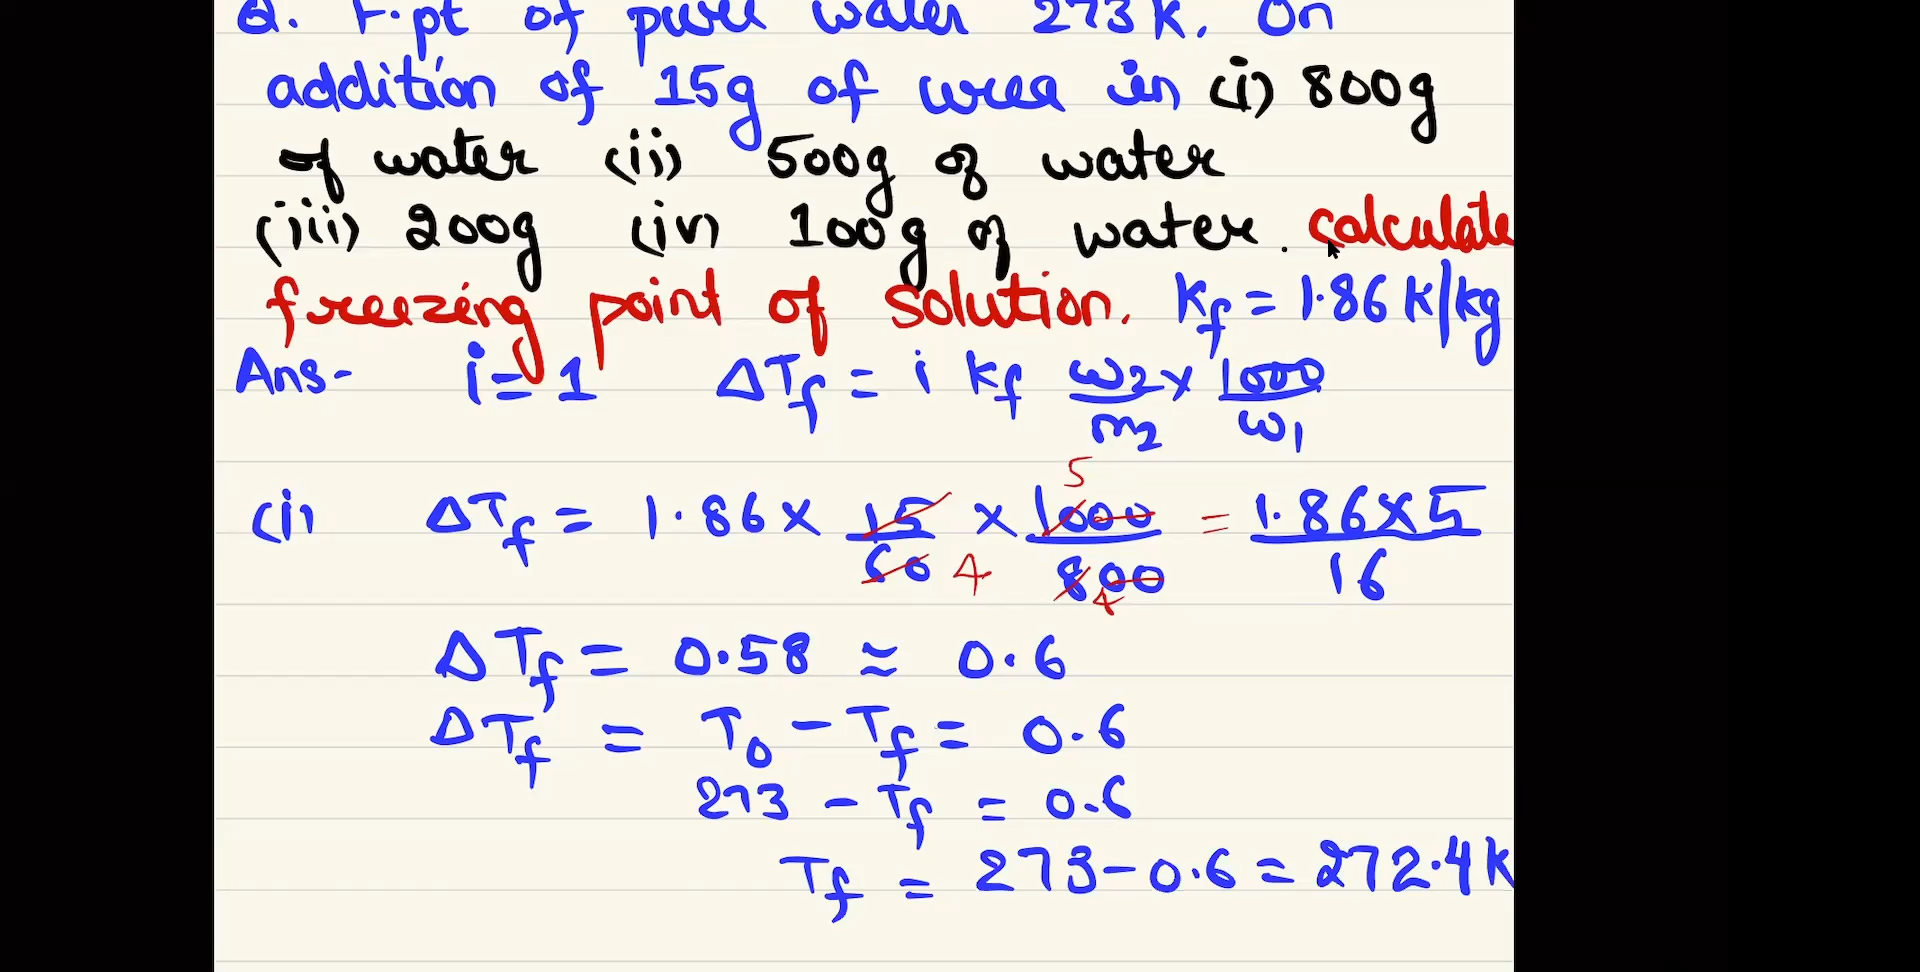 Q. F.pt of pure water 273 K. On
addition of 15g of urea in (i) 800g
of water (ii) 500g of water
(iii) 200g (iv) 100g of water. calculate
freezing point of solution. Kf = 1.86 K/kg
Ans- i = 1 ΔTf = i Kf w2/m2 × 1000/w1
(i) ΔTf = 1.86 × 15/60 4 × 5 1000/800 4 = 1.86×5/16
ΔTf = 0.58 ≈ 0.6
ΔTf = T0 - Tf = 0.6
273 - Tf = 0.6
Tf = 273 - 0.6 = 272.4 K